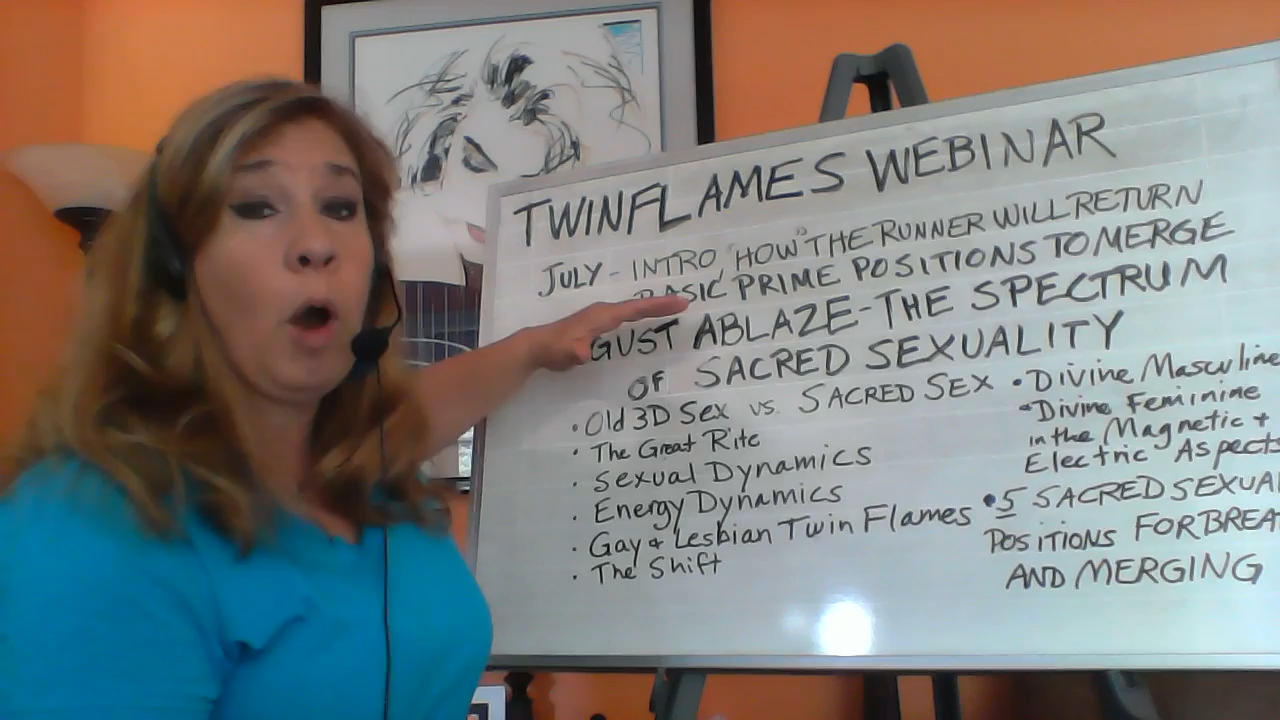 TWINFLAMES WEBINAR
JULY - INTRO "HOW" THE RUNNER WILL RETURN
BASIC PRIME POSITIONS TO MERGE
GUST ABLAZE - THE SPECTRUM
OF SACRED SEXUALITY
• Old 3D Sex vs. SACRED SEX
• The Great Rite
• Sexual Dynamics
• Energy Dynamics
• Gay & Lesbian Twin Flames
• The Shift
• Divine Masculine
• Divine Feminine
in the Magnetic +
Electric Aspects
• 5 SACRED SEXUAL
POSITIONS FOR BREA
AND MERGING